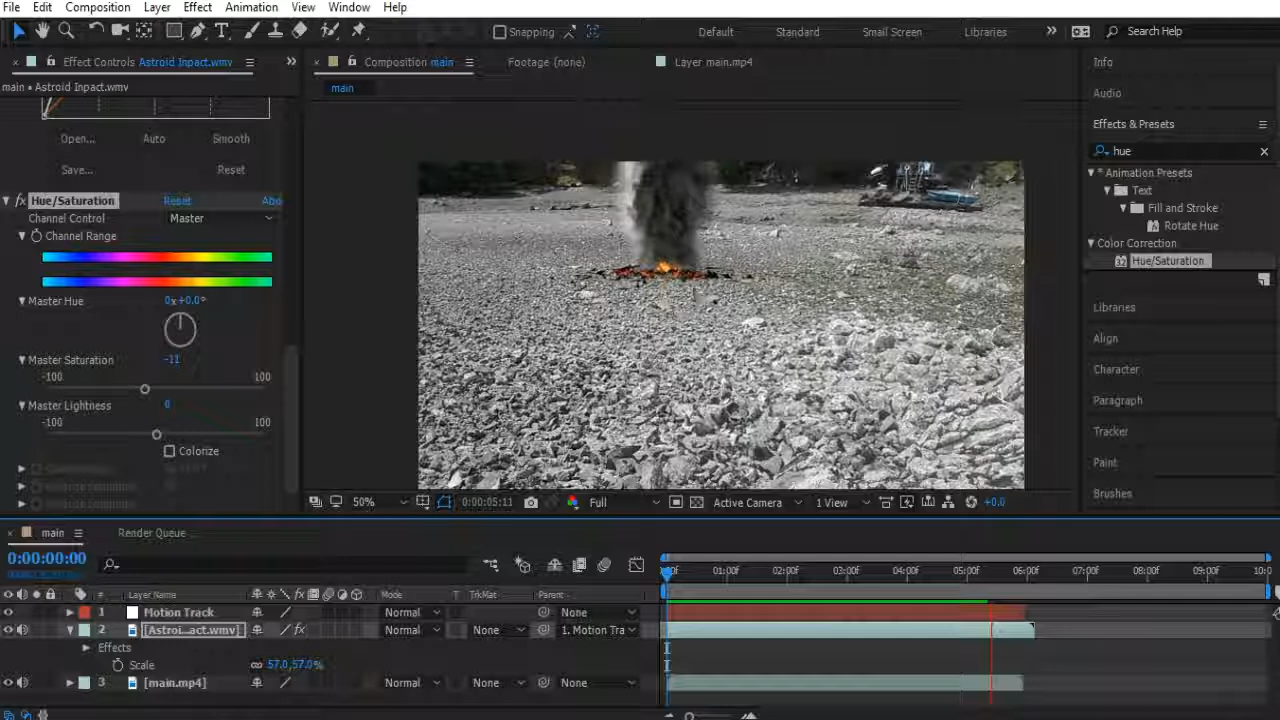 File Edit Composition Layer Effect Animation View Window Help
Snapping Default Standard Small Screen Libraries Search Help
Effect Controls Astroid Inpact.wmv
Composition main
Footage (none)
Layer main.mp4
Info
main • Astroid Inpact.wmv
main
Audio
Effects & Presets
Open... Auto Smooth
hue
Save... Reset
* Animation Presets
Text
Fill and Stroke
Rotate Hue
Color Correction
Hue/Saturation
fx Hue/Saturation Reset Abo
Channel Control Master
Channel Range
Master Hue 0x+0.0°
Master Saturation -11
-100 100
Master Lightness 0
-100 100
Colorize
Libraries
Align
Character
Paragraph
Tracker
Paint
Brushes
50% 0:00:05:11 Full Active Camera 1 View +0.0
main Render Queue
0:00:00:00
:00f 01:00f 02:00f 03:00f 04:00f 05:00f 06:00f 07:00f 08:00f 09:00f 10:0
# Layer Name fx Mode T TrkMat Parent
1 Motion Track Normal None
2 [Astroi...act.wmv] fx Normal None 1. Motion Tra
Effects
Scale 57.0,57.0%
3 [main.mp4] Normal None None